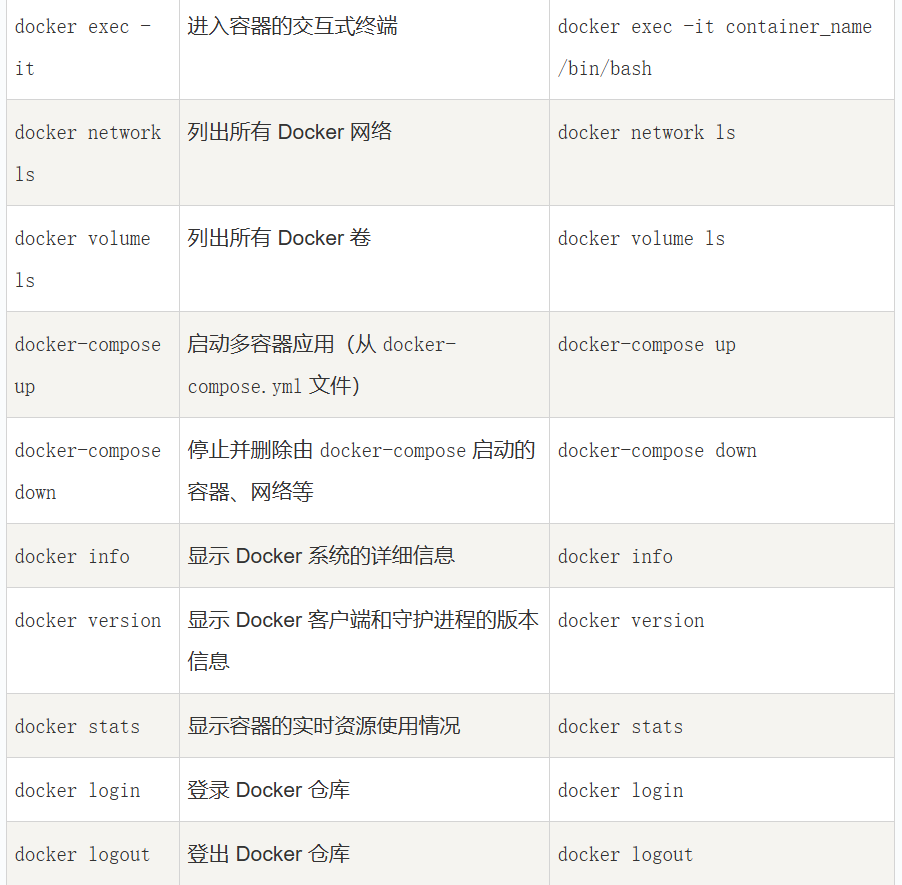 docker exec - 进入容器的交互式终端 docker exec -it container_name
it /bin/bash
docker network 列出所有 Docker 网络 docker network ls
ls
docker volume 列出所有 Docker 卷 docker volume ls
ls
docker-compose 启动多容器应用（从 docker- docker-compose up
up compose.yml 文件）
docker-compose 停止并删除由 docker-compose 启动的 docker-compose down
down 容器、网络等
docker info 显示 Docker 系统的详细信息 docker info
docker version 显示 Docker 客户端和守护进程的版本 docker version
信息
docker stats 显示容器的实时资源使用情况 docker stats
docker login 登录 Docker 仓库 docker login
docker logout 登出 Docker 仓库 docker logout